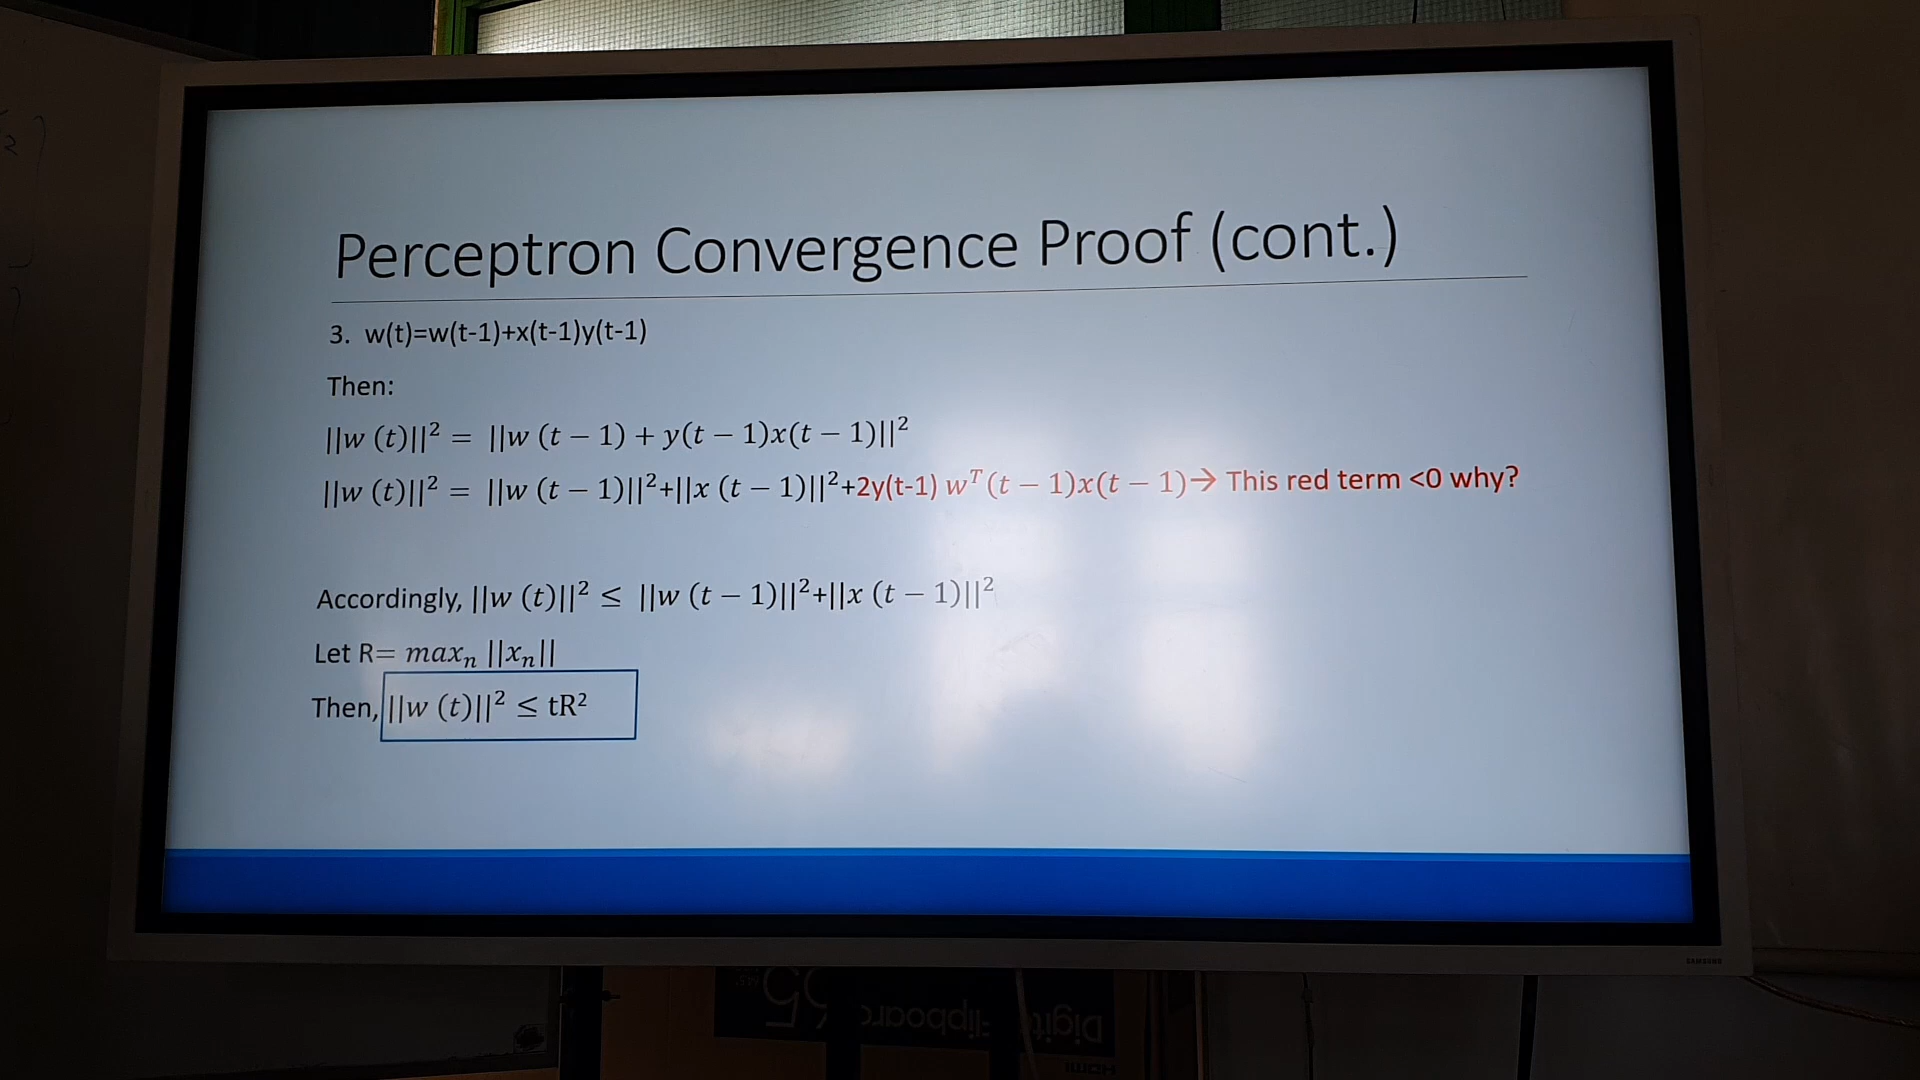 Perceptron Convergence Proof (cont.)
3. w(t)=w(t-1)+x(t-1)y(t-1)
Then:
||w (t)||² = ||w (t − 1) + y(t − 1)x(t − 1)||²
||w (t)||² = ||w (t − 1)||²+||x (t − 1)||²+2y(t-1) wᵀ(t − 1)x(t − 1)→ This red term <0 why?
Accordingly, ||w (t)||² ≤ ||w (t − 1)||²+||x (t − 1)||²
Let R= maxₙ ||xₙ||
Then, ||w (t)||² ≤ tR²
SAMSUNG